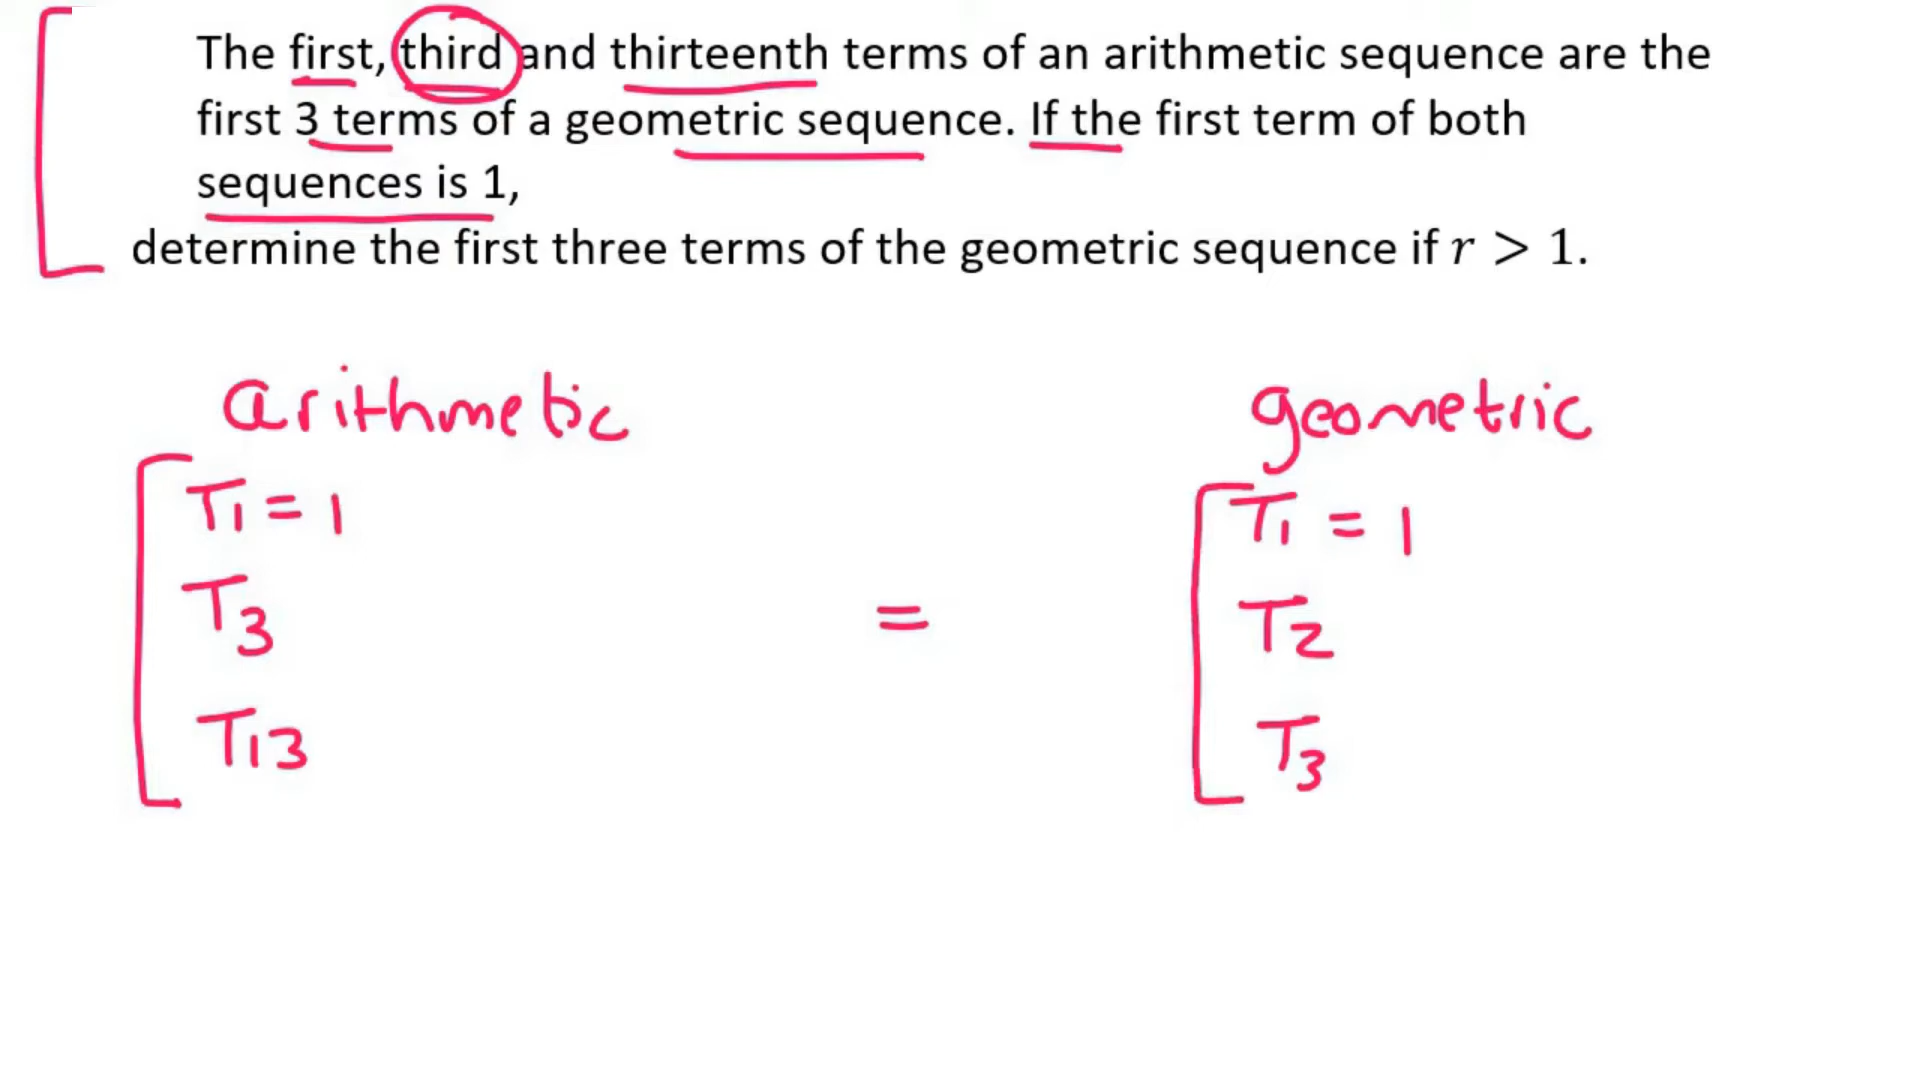 The first, third and thirteenth terms of an arithmetic sequence are the
first 3 terms of a geometric sequence. If the first term of both
sequences is 1,
determine the first three terms of the geometric sequence if r > 1.
arithmetic
geometric
T1 = 1
T1 = 1
T3
=
T2
T13
T3